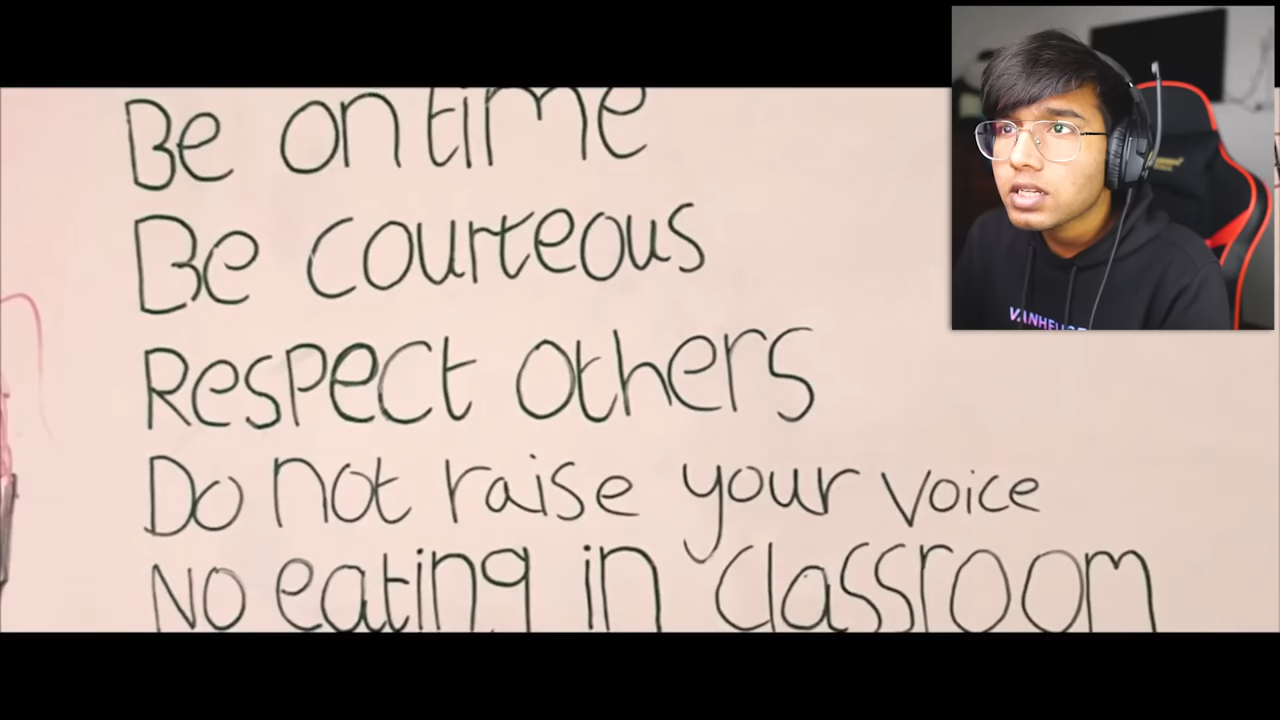 Be on time
Be courteous
Respect Others
Do not raise your voice
No eating in classroom